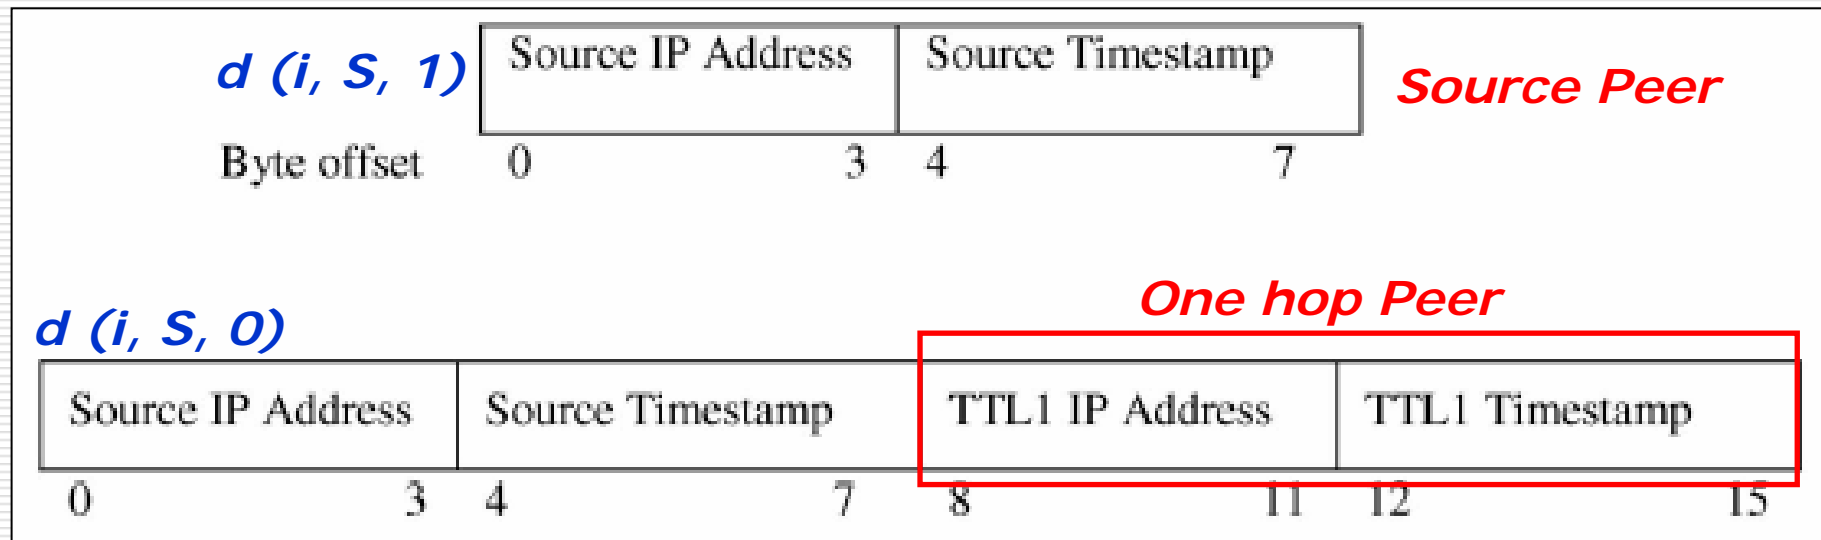 d (i, S, 1) Source IP Address Source Timestamp Source Peer
Byte offset 0 3 4 7
One hop Peer
d (i, S, 0)
Source IP Address Source Timestamp TTL1 IP Address TTL1 Timestamp
0 3 4 7 8 11 12 15